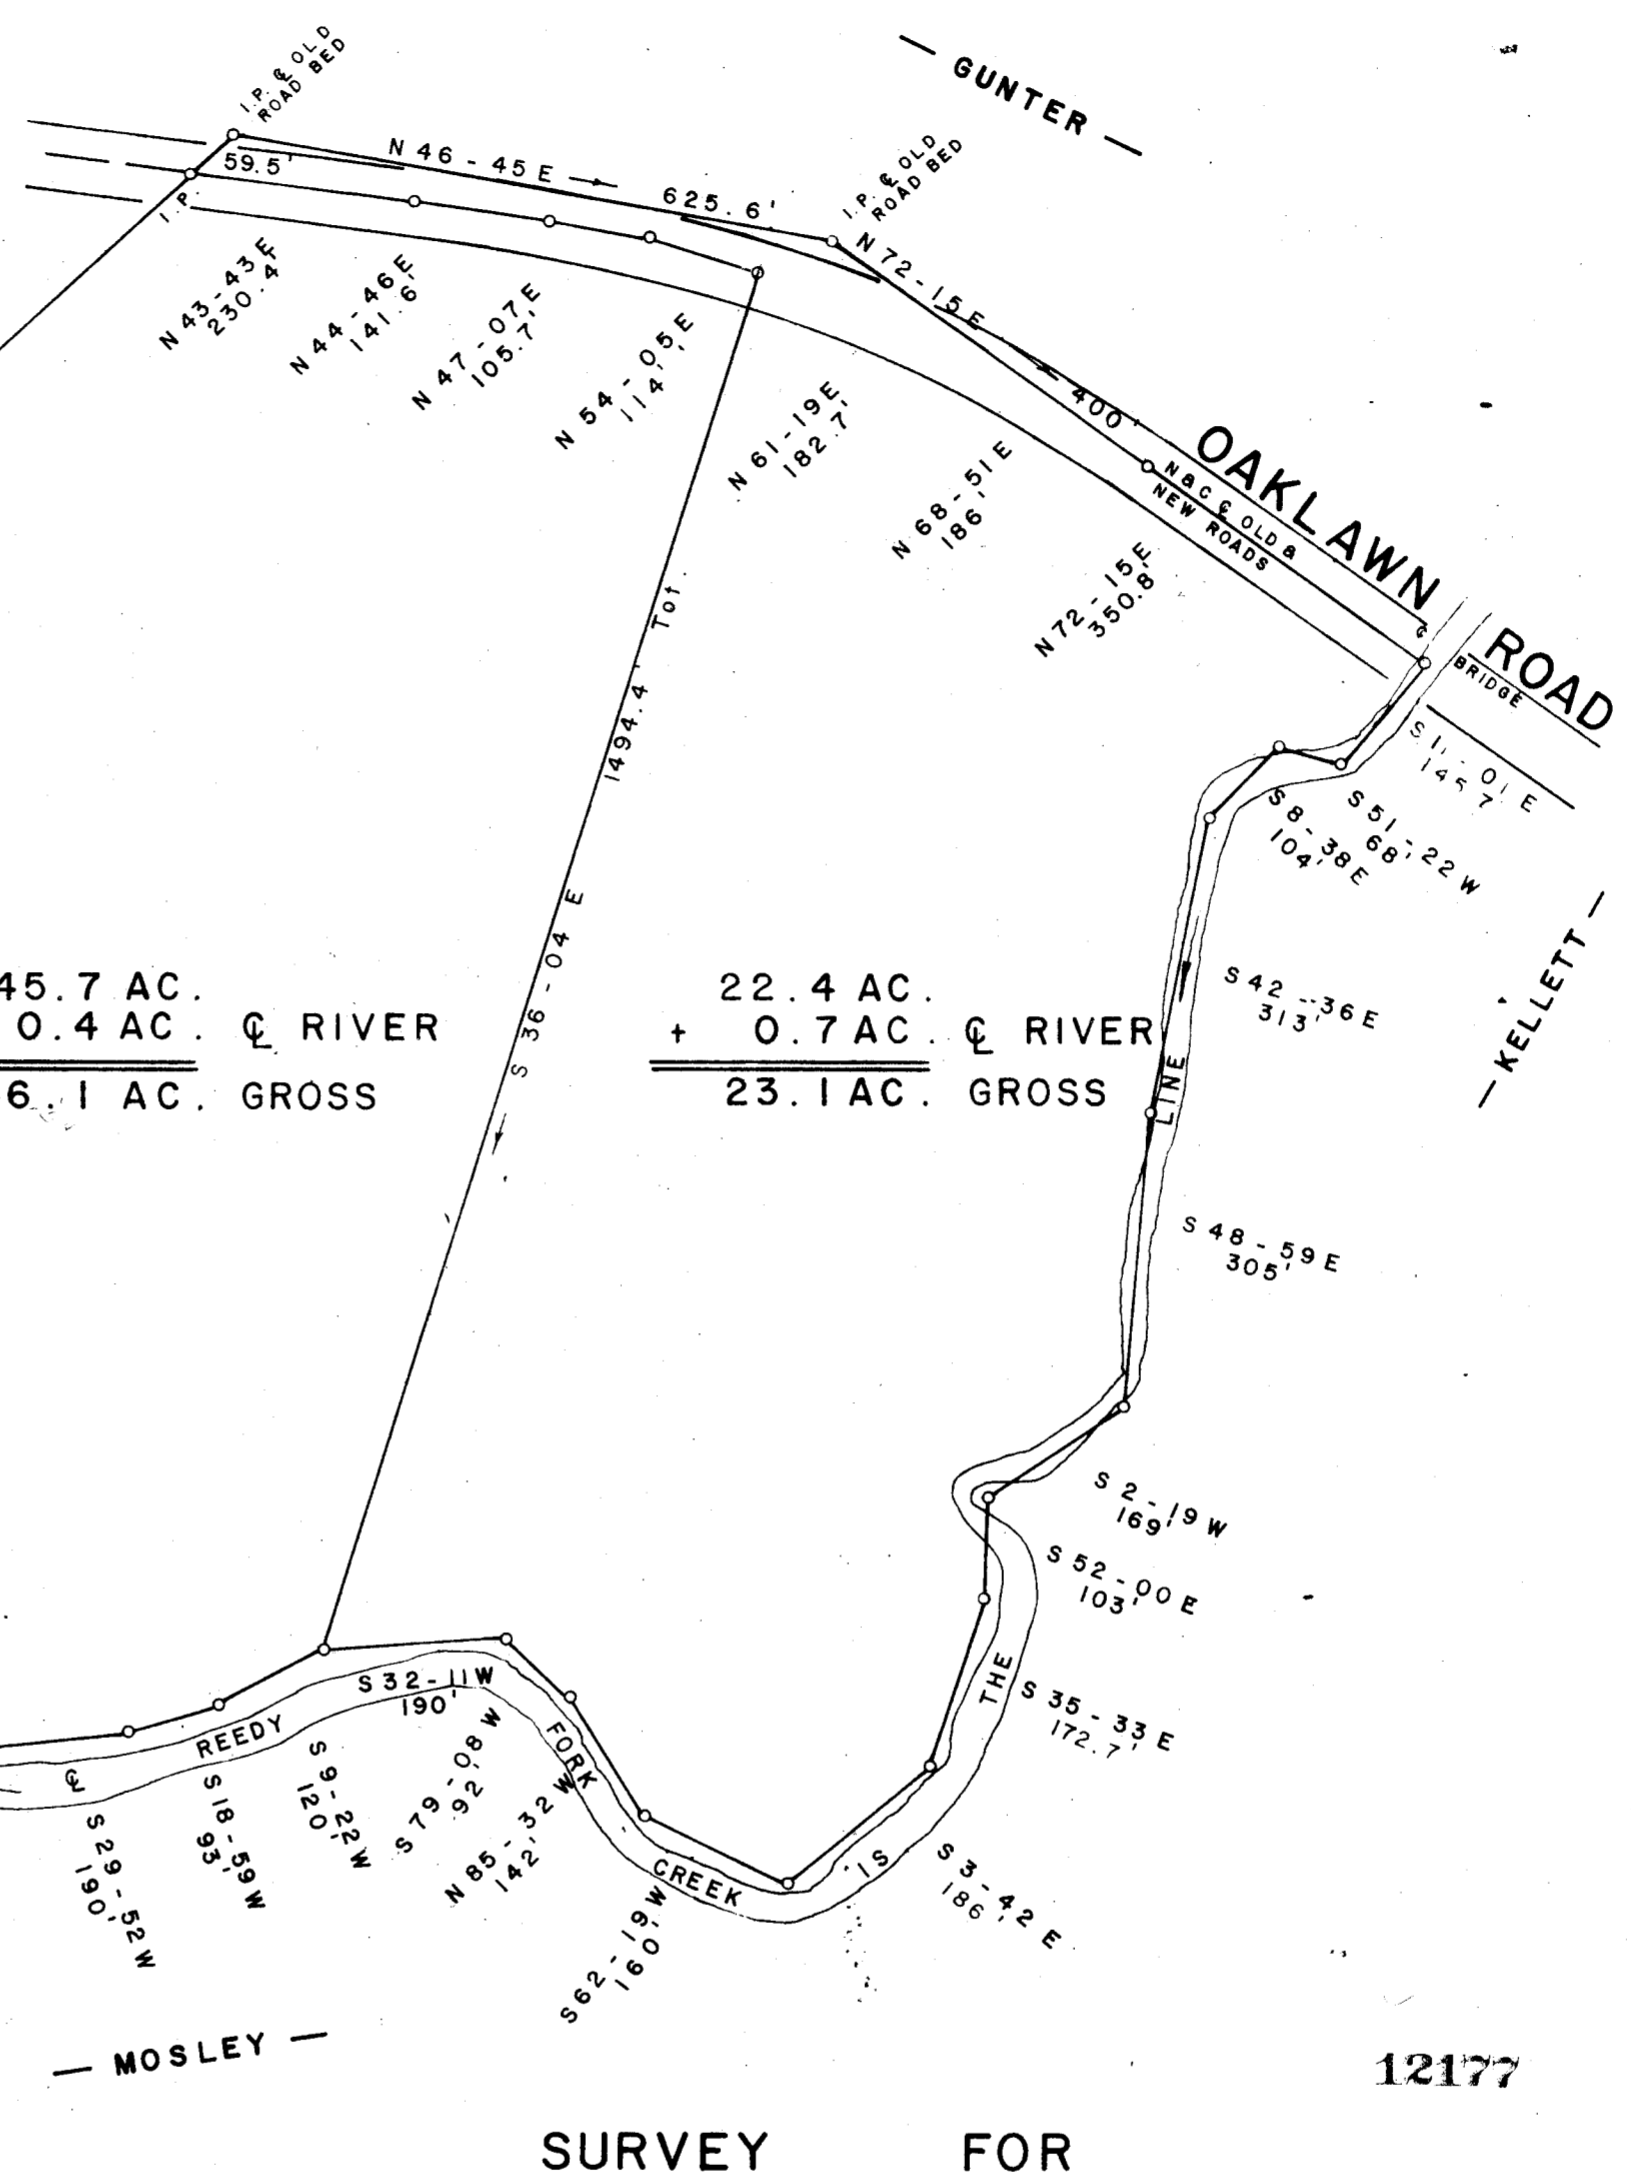 I.P. ℄ OLD
ROAD BED
— GUNTER —
59.5'
N 46 - 45 E
625.6'
I.P. ℄ OLD
ROAD BED
I.P.
N 43-43 E
230.4'
N 44 - 46 E
141.6'
N 47 - 07 E
105.7'
N 54 - 05 E
114'
N 61-19 E
182.7'
N 68-51 E
186'
N 72-15 E
350.8'
N 72-15 E
400'
OAKLAWN
ROAD
N&C ℄ OLD &
NEW ROADS
℄
BRIDGE
S 11-01 E
145.7'
S 51-22 W
68'
S 8-38 E
104'
— KELLETT —
S 42-36 E
313'
S 36-04 E
1494.4' Tot.
45.7 AC.
0.4 AC. ℄ RIVER
6.1 AC. GROSS
22.4 AC.
+ 0.7 AC. ℄ RIVER
23.1 AC. GROSS
LINE
S 48-59 E
305'
S 2-19 W
169'
S 52-00 E
103'
THE
S 35-33 E
172.7'
IS
S 3-42 E
186'
S 32-11 W
190'
REEDY
FORK
CREEK
℄
S 29-52 W
190'
S 18-59 W
93'
S 9-22 W
120'
S 79-08 W
92'
N 85-32 W
142'
S 62-19 W
160'
— MOSLEY —
12177
SURVEY FOR